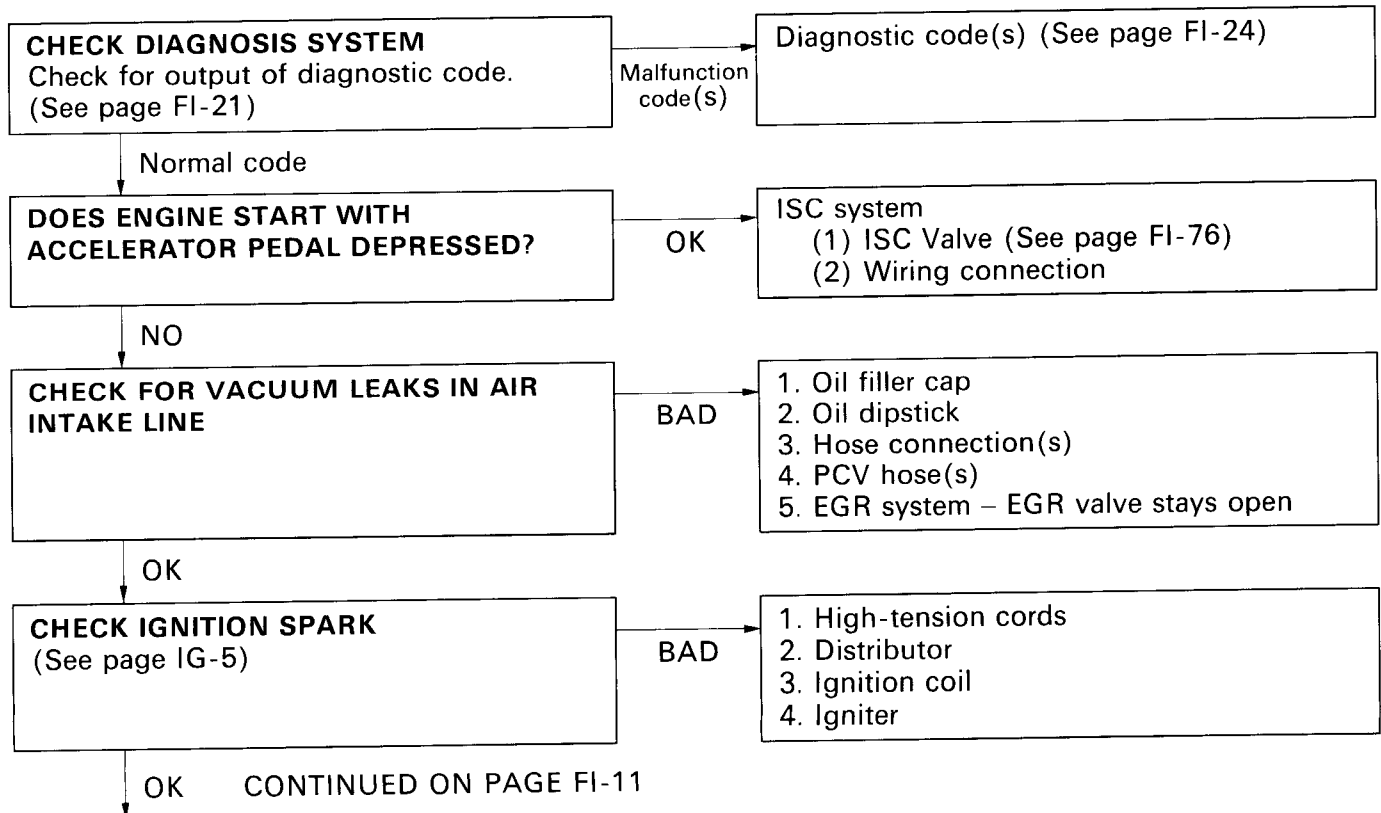 CHECK DIAGNOSIS SYSTEM
Check for output of diagnostic code.
(See page FI-21)
Malfunction
code(s)
Diagnostic code(s) (See page FI-24)
Normal code
DOES ENGINE START WITH
ACCELERATOR PEDAL DEPRESSED?
OK
ISC system
(1) ISC Valve (See page FI-76)
(2) Wiring connection
NO
CHECK FOR VACUUM LEAKS IN AIR
INTAKE LINE
BAD
1. Oil filler cap
2. Oil dipstick
3. Hose connection(s)
4. PCV hose(s)
5. EGR system – EGR valve stays open
OK
CHECK IGNITION SPARK
(See page IG-5)
BAD
1. High-tension cords
2. Distributor
3. Ignition coil
4. Igniter
OK CONTINUED ON PAGE FI-11